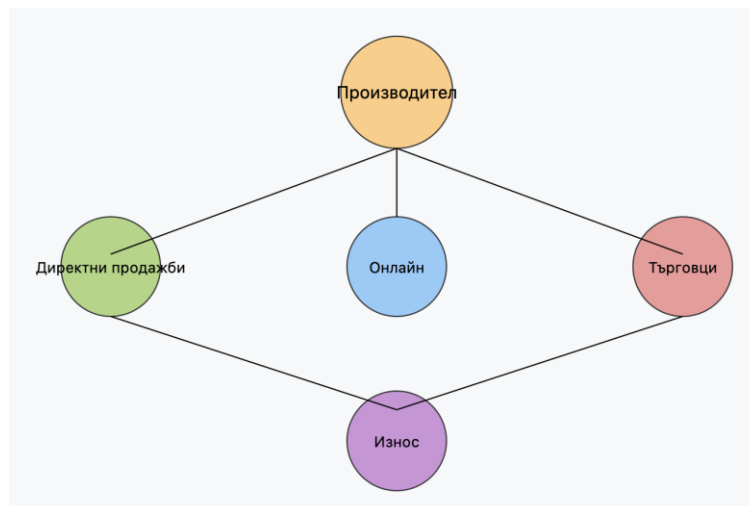 Производител
Директни продажби
Онлайн
Търговци
Износ